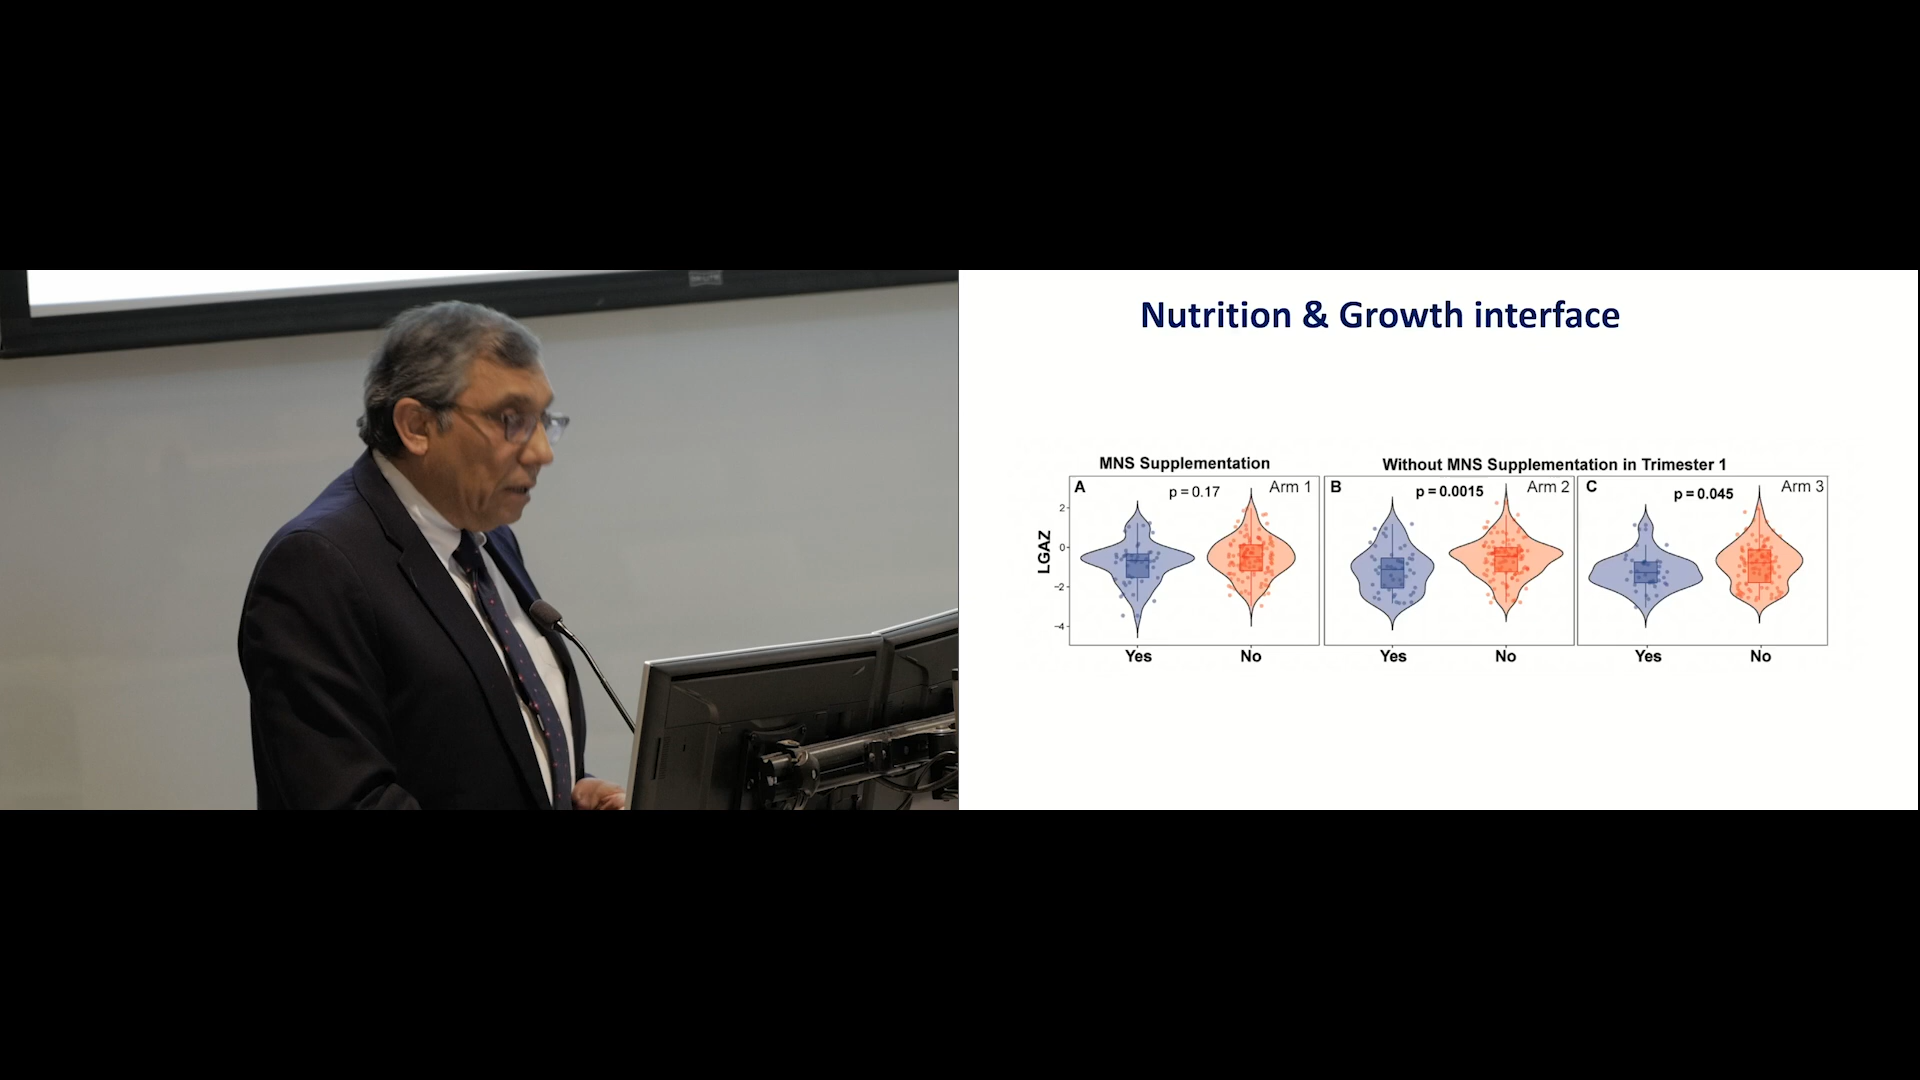 Nutrition & Growth interface
MNS Supplementation
Without MNS Supplementation in Trimester 1
A p = 0.17 Arm 1
B p = 0.0015 Arm 2
C p = 0.045 Arm 3
LGAZ
2
0
−2
−4
Yes No Yes No Yes No